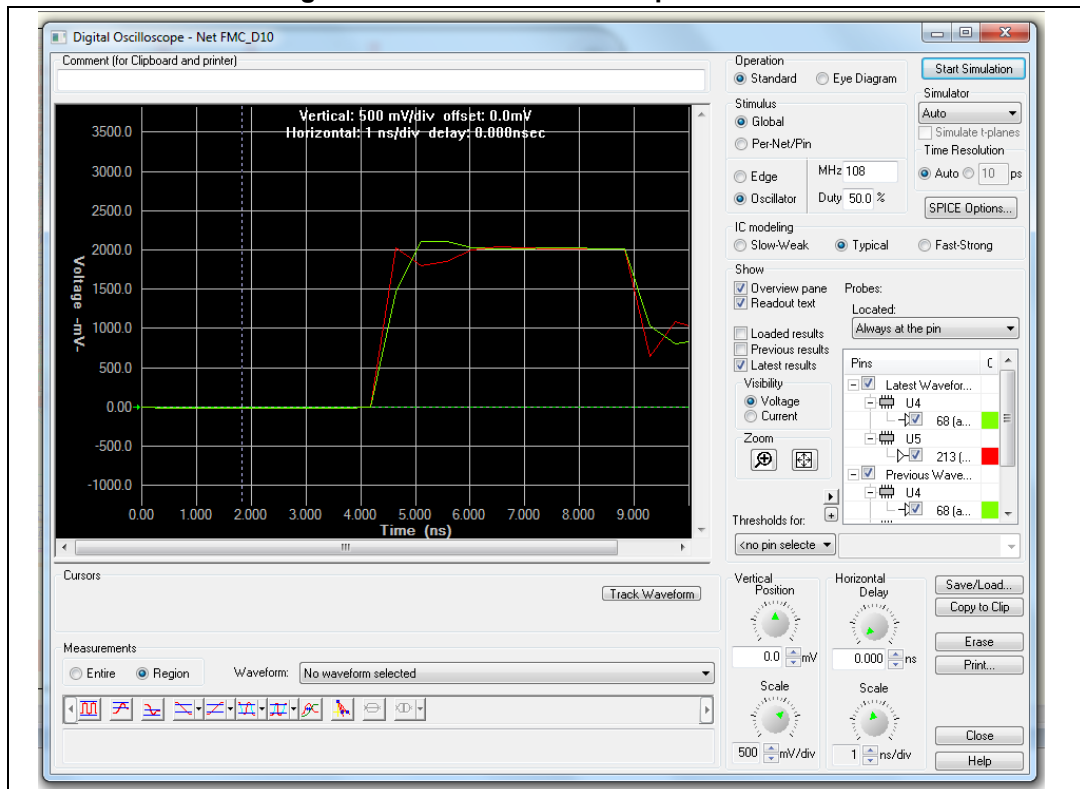 Digital Oscilloscope - Net FMC_D10
Comment (for Clipboard and printer)
Vertical: 500 mV/div offset: 0.0mV
Horizontal: 1 ns/div delay: 0.000nsec
3500.0
3000.0
2500.0
2000.0
1500.0
1000.0
500.0
0.00
-500.0
-1000.0
Voltage -mV-
0.00 1.000 2.000 3.000 4.000 5.000 6.000 7.000 8.000 9.000
Time (ns)
Cursors
Track Waveform
Measurements
Entire Region Waveform: No waveform selected
Operation
Standard Eye Diagram
Stimulus
Global
Per-Net/Pin
Edge MHz 108
Oscillator Duty 50.0 %
IC modeling
Slow-Weak Typical Fast-Strong
Show
Overview pane
Readout text
Loaded results
Previous results
Latest results
Visibility
Voltage
Current
Zoom
Probes:
Located:
Always at the pin
Pins C
Latest Wavefor...
U4
68 (a...
U5
213 (...
Previous Wave...
U4
68 (a...
Thresholds for:
<no pin selecte
Start Simulation
Simulator
Auto
Simulate t-planes
Time Resolution
Auto 10 ps
SPICE Options...
Vertical
Position
0.0 mV
Scale
500 mV/div
Horizontal
Delay
0.000 ns
Scale
1 ns/div
Save/Load...
Copy to Clip
Erase
Print...
Close
Help